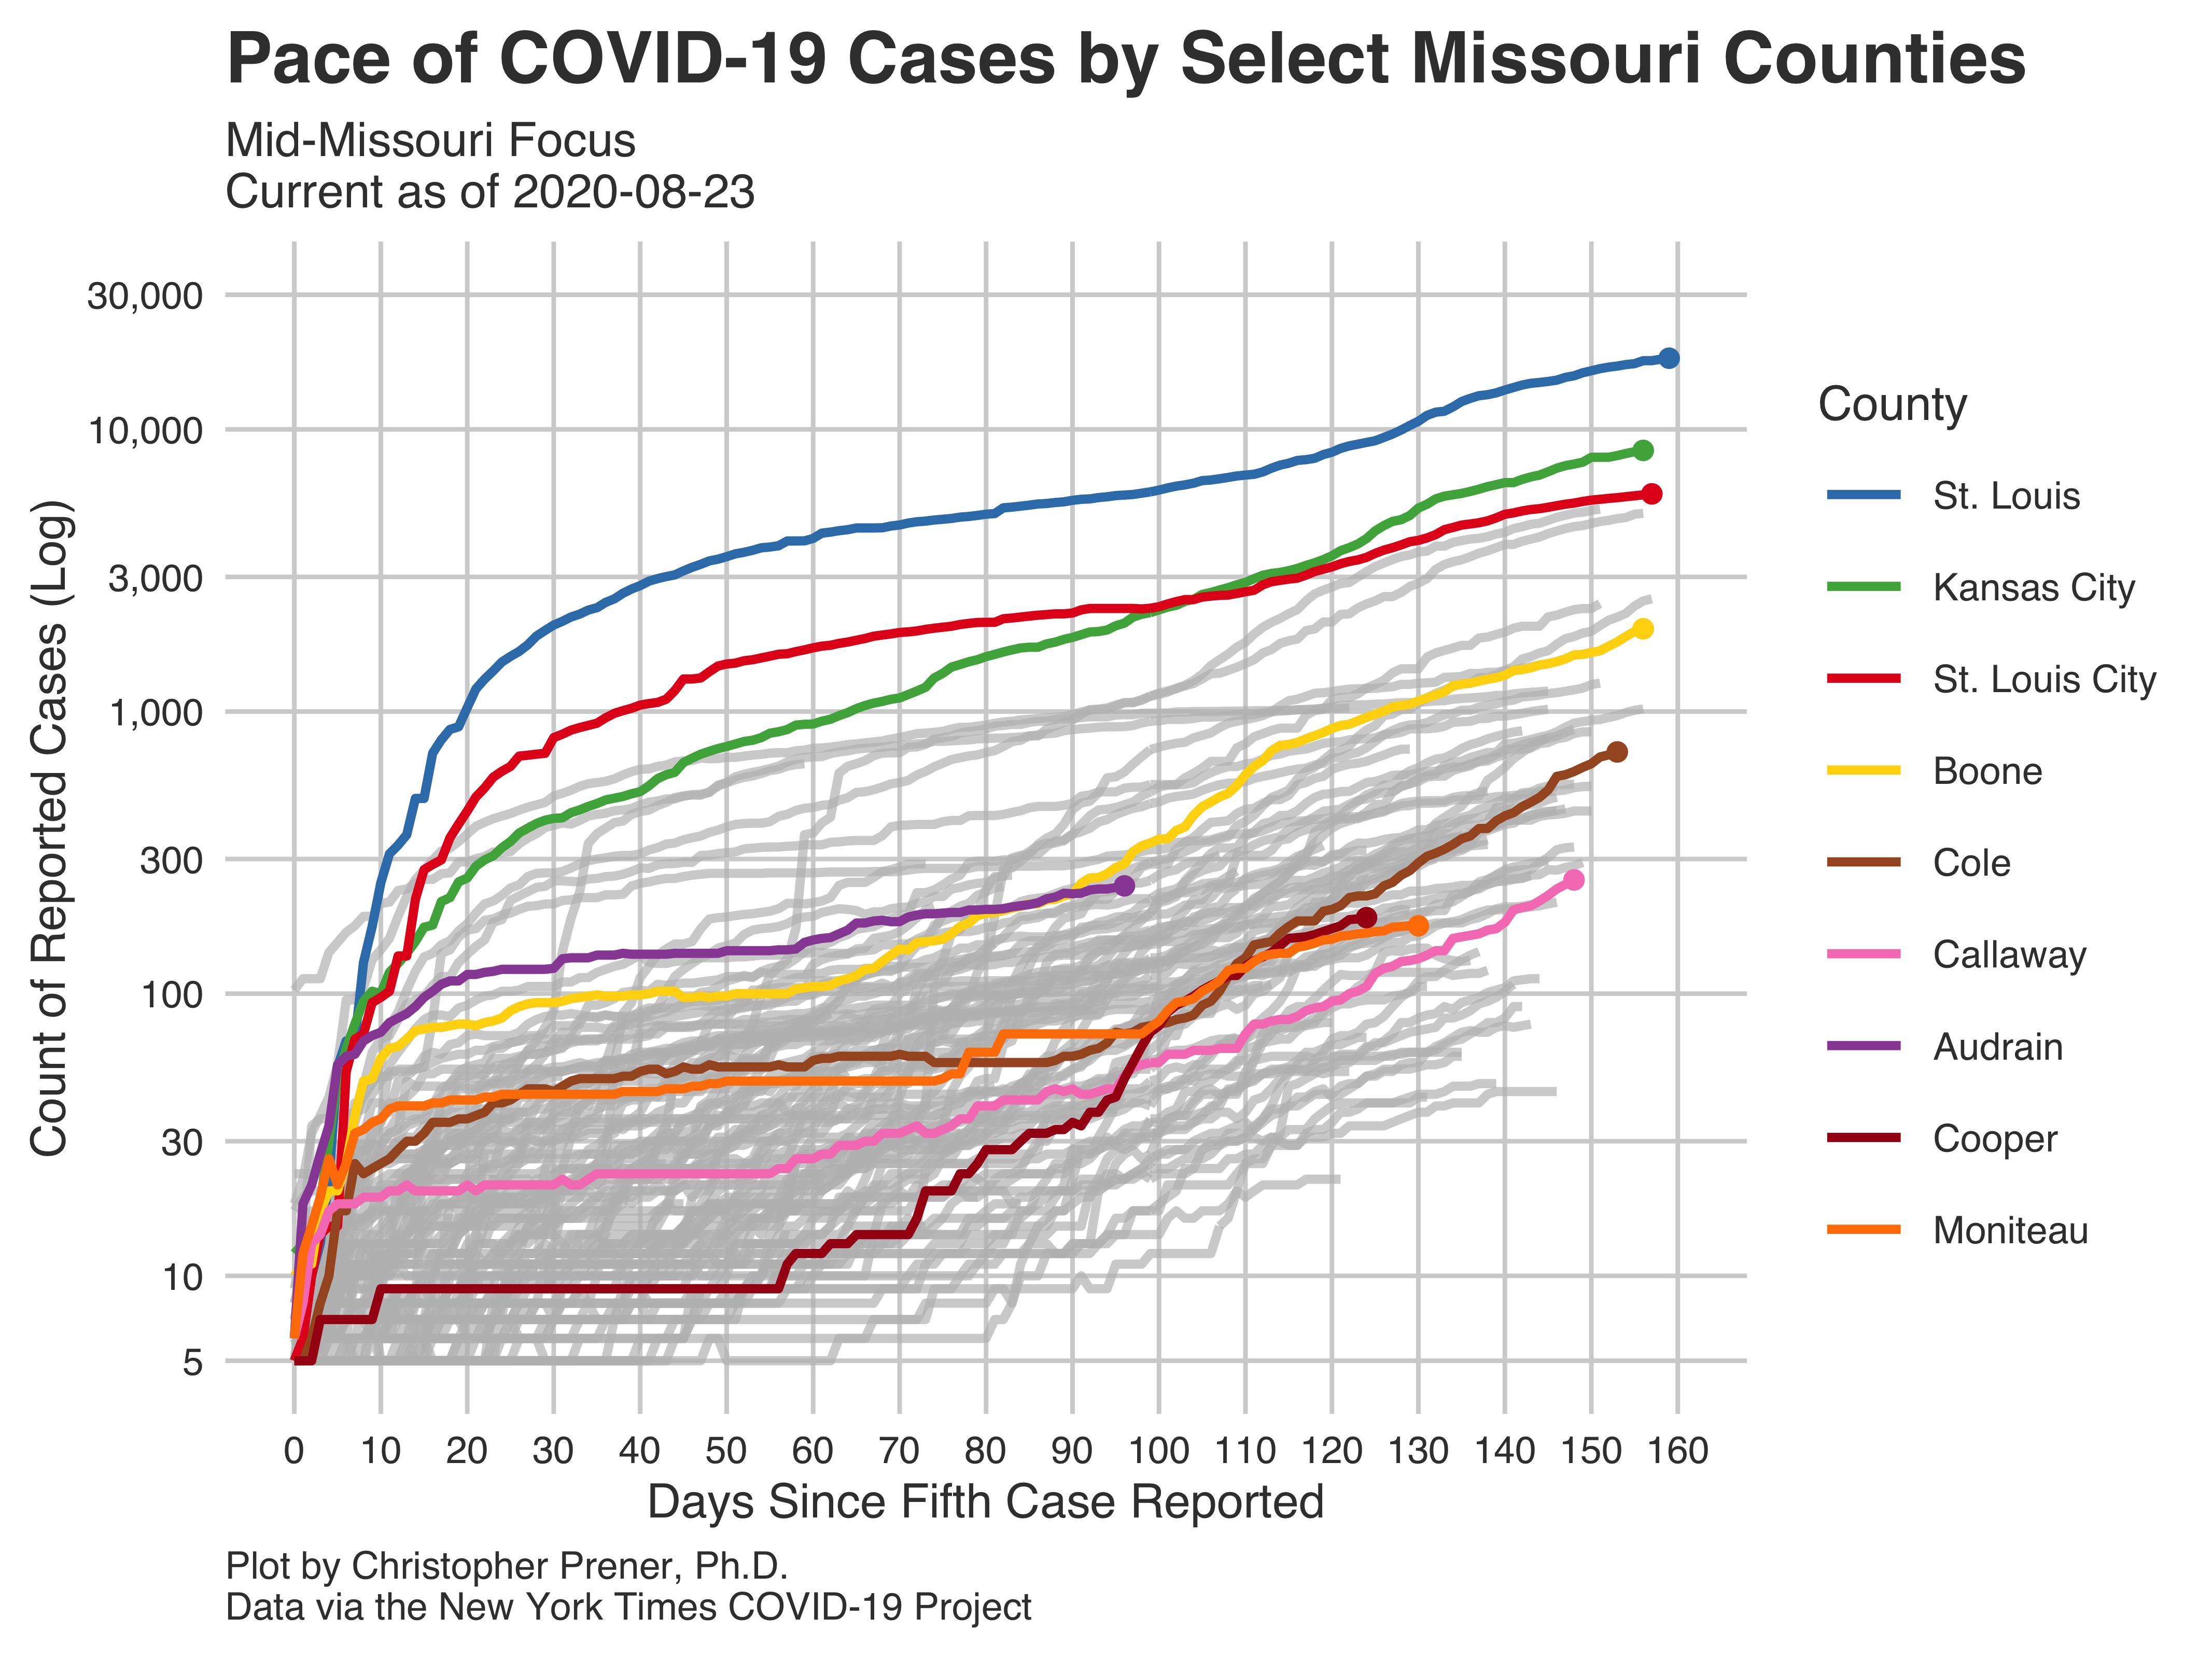 Pace of COVID-19 Cases by Select Missouri Counties
Mid-Missouri Focus
Current as of 2020-08-23
Count of Reported Cases (Log)
30,000
10,000
3,000
1,000
300
100
30
10
5
0 10 20 30 40 50 60 70 80 90 100 110 120 130 140 150 160
Days Since Fifth Case Reported
County
St. Louis
Kansas City
St. Louis City
Boone
Cole
Callaway
Audrain
Cooper
Moniteau
Plot by Christopher Prener, Ph.D.
Data via the New York Times COVID-19 Project